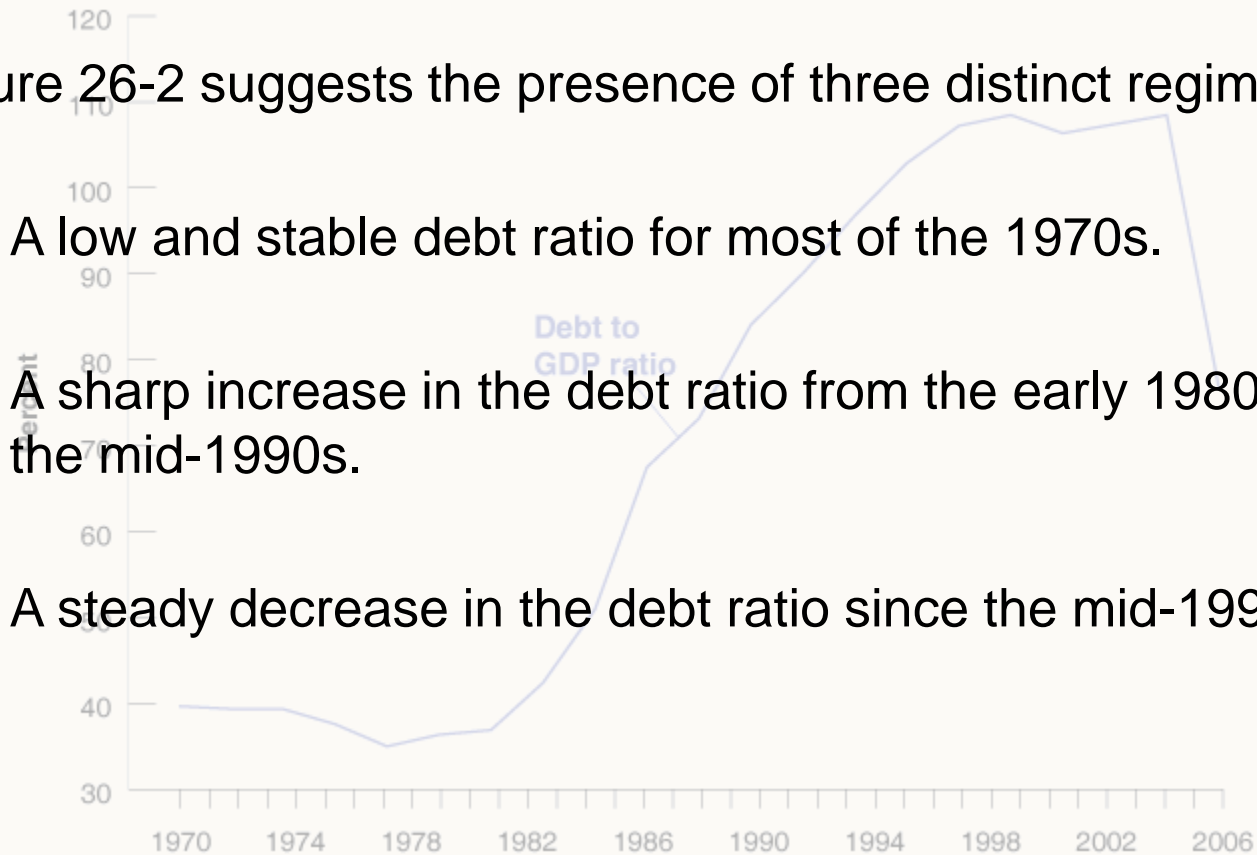 120
ure 26-2 suggests the presence of three distinct regim
110
100
A low and stable debt ratio for most of the 1970s.
90
Debt to
GDP ratio
80
Percent
A sharp increase in the debt ratio from the early 1980
70
the mid-1990s.
60
A steady decrease in the debt ratio since the mid-199
50
40
30
1970 1974 1978 1982 1986 1990 1994 1998 2002 2006